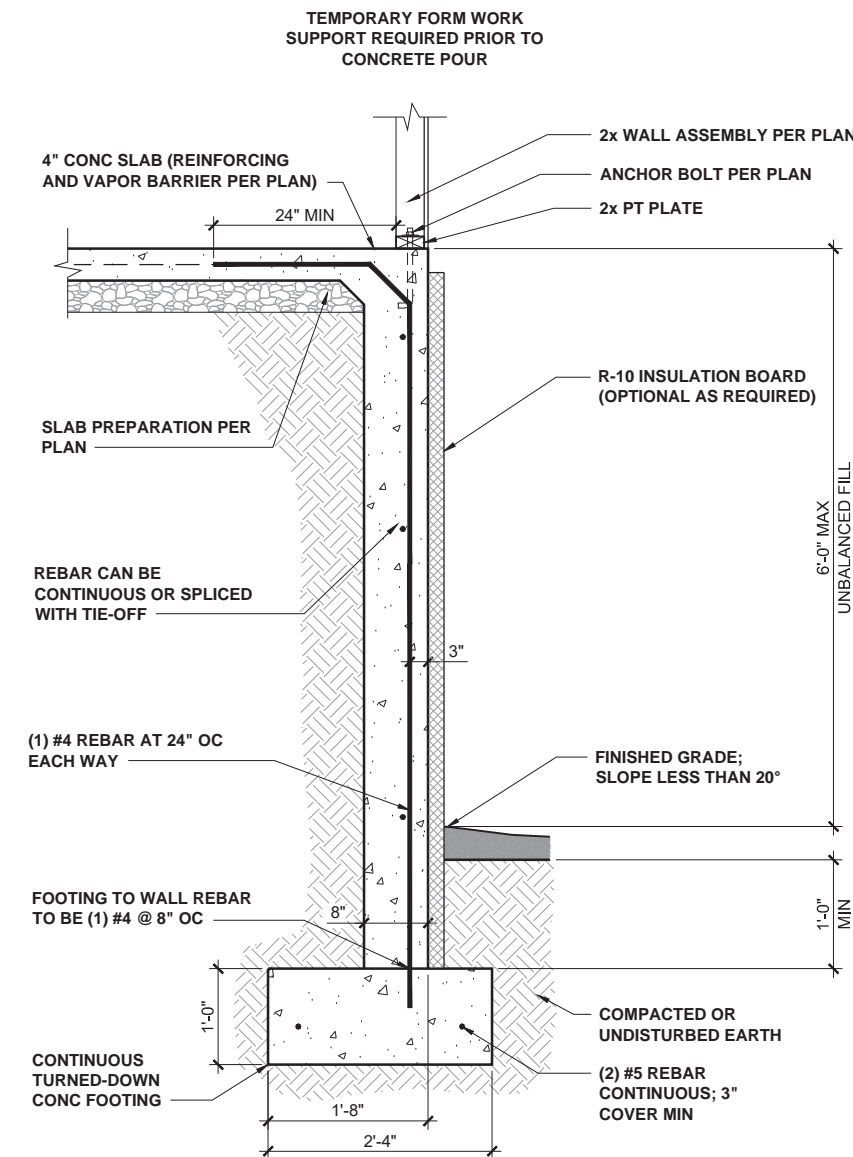 TEMPORARY FORM WORK
SUPPORT REQUIRED PRIOR TO
CONCRETE POUR
2x WALL ASSEMBLY PER PLAN
4" CONC SLAB (REINFORCING
AND VAPOR BARRIER PER PLAN)
ANCHOR BOLT PER PLAN
24" MIN
2x PT PLATE
R-10 INSULATION BOARD
(OPTIONAL AS REQUIRED)
SLAB PREPARATION PER
PLAN
6'-0" MAX
UNBALANCED FILL
REBAR CAN BE
CONTINUOUS OR SPLICED
WITH TIE-OFF
3"
(1) #4 REBAR AT 24" OC
EACH WAY
FINISHED GRADE;
SLOPE LESS THAN 20°
FOOTING TO WALL REBAR
TO BE (1) #4 @ 8" OC
8"
1'-0"
MIN
1'-0"
COMPACTED OR
UNDISTURBED EARTH
CONTINUOUS
TURNED-DOWN
CONC FOOTING
(2) #5 REBAR
CONTINUOUS; 3"
COVER MIN
1'-8"
2'-4"